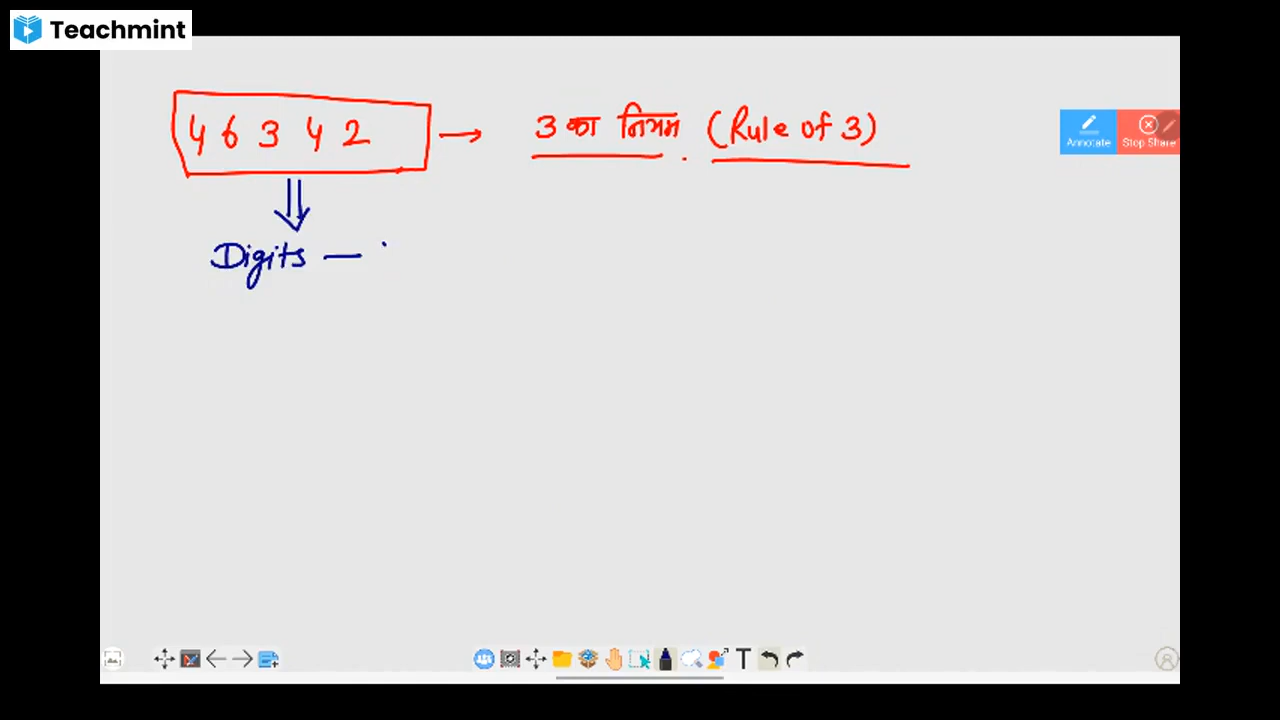 Teachmint
4 6 3 4 2 → 3 का नियम (Rule of 3)
Annotate
Stop Share
Digits —
T